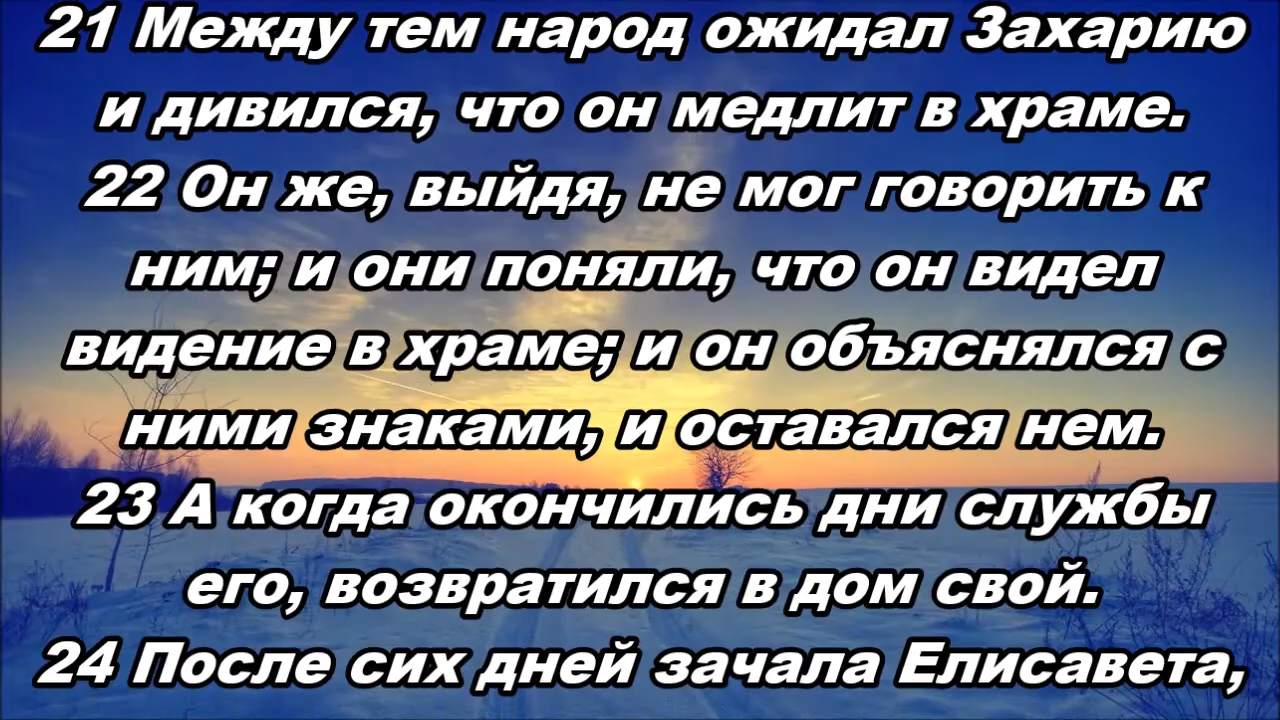 21 Между тем народ ожидал Захарию
и дивился, что он медлит в храме.
22 Он же, выйдя, не мог говорить к
ним; и они поняли, что он видел
видение в храме; и он объяснялся с
ними знаками, и оставался нем.
23 А когда окончились дни службы
его, возвратился в дом свой.
24 После сих дней зачала Елисавета,